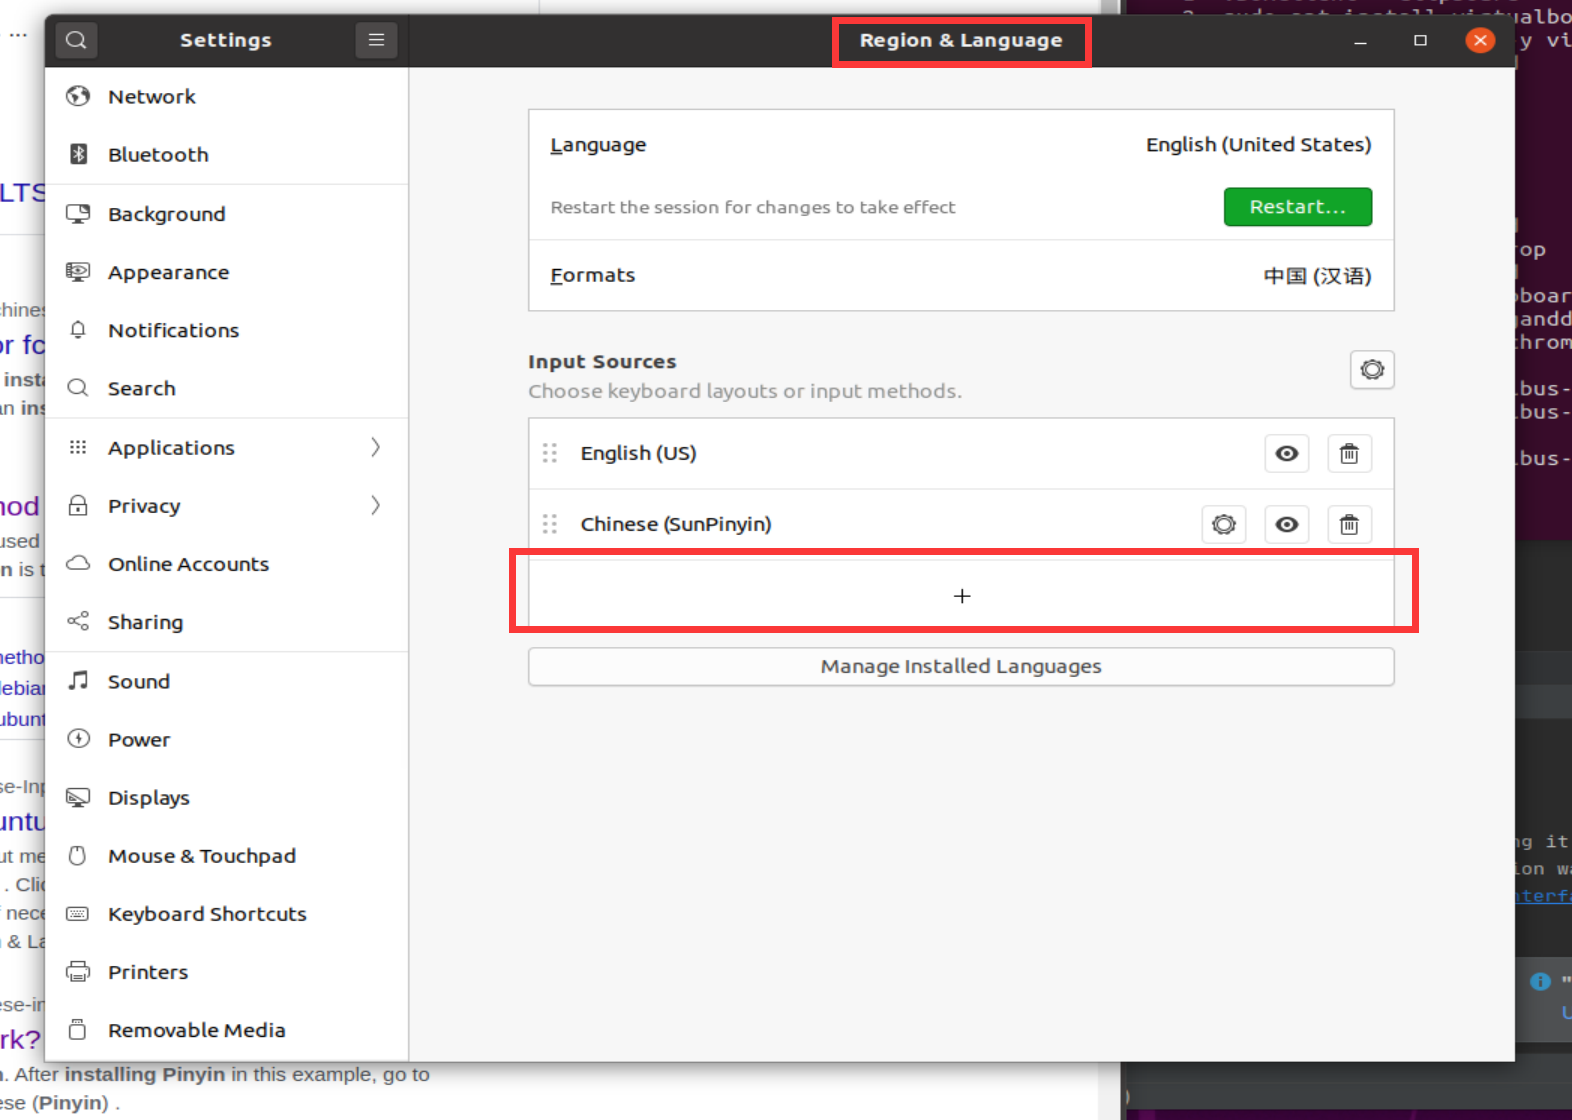 Settings
Region & Language
Network
Bluetooth
Background
Appearance
Notifications
Search
Applications
Privacy
Online Accounts
Sharing
Sound
Power
Displays
Mouse & Touchpad
Keyboard Shortcuts
Printers
Removable Media
Language
English (United States)
Restart the session for changes to take effect
Restart...
Formats
中国 (汉语)
Input Sources
Choose keyboard layouts or input methods.
English (US)
Chinese (SunPinyin)
+
Manage Installed Languages
LTS
used
n is t
. After installing Pinyin in this example, go to
ese (Pinyin) .